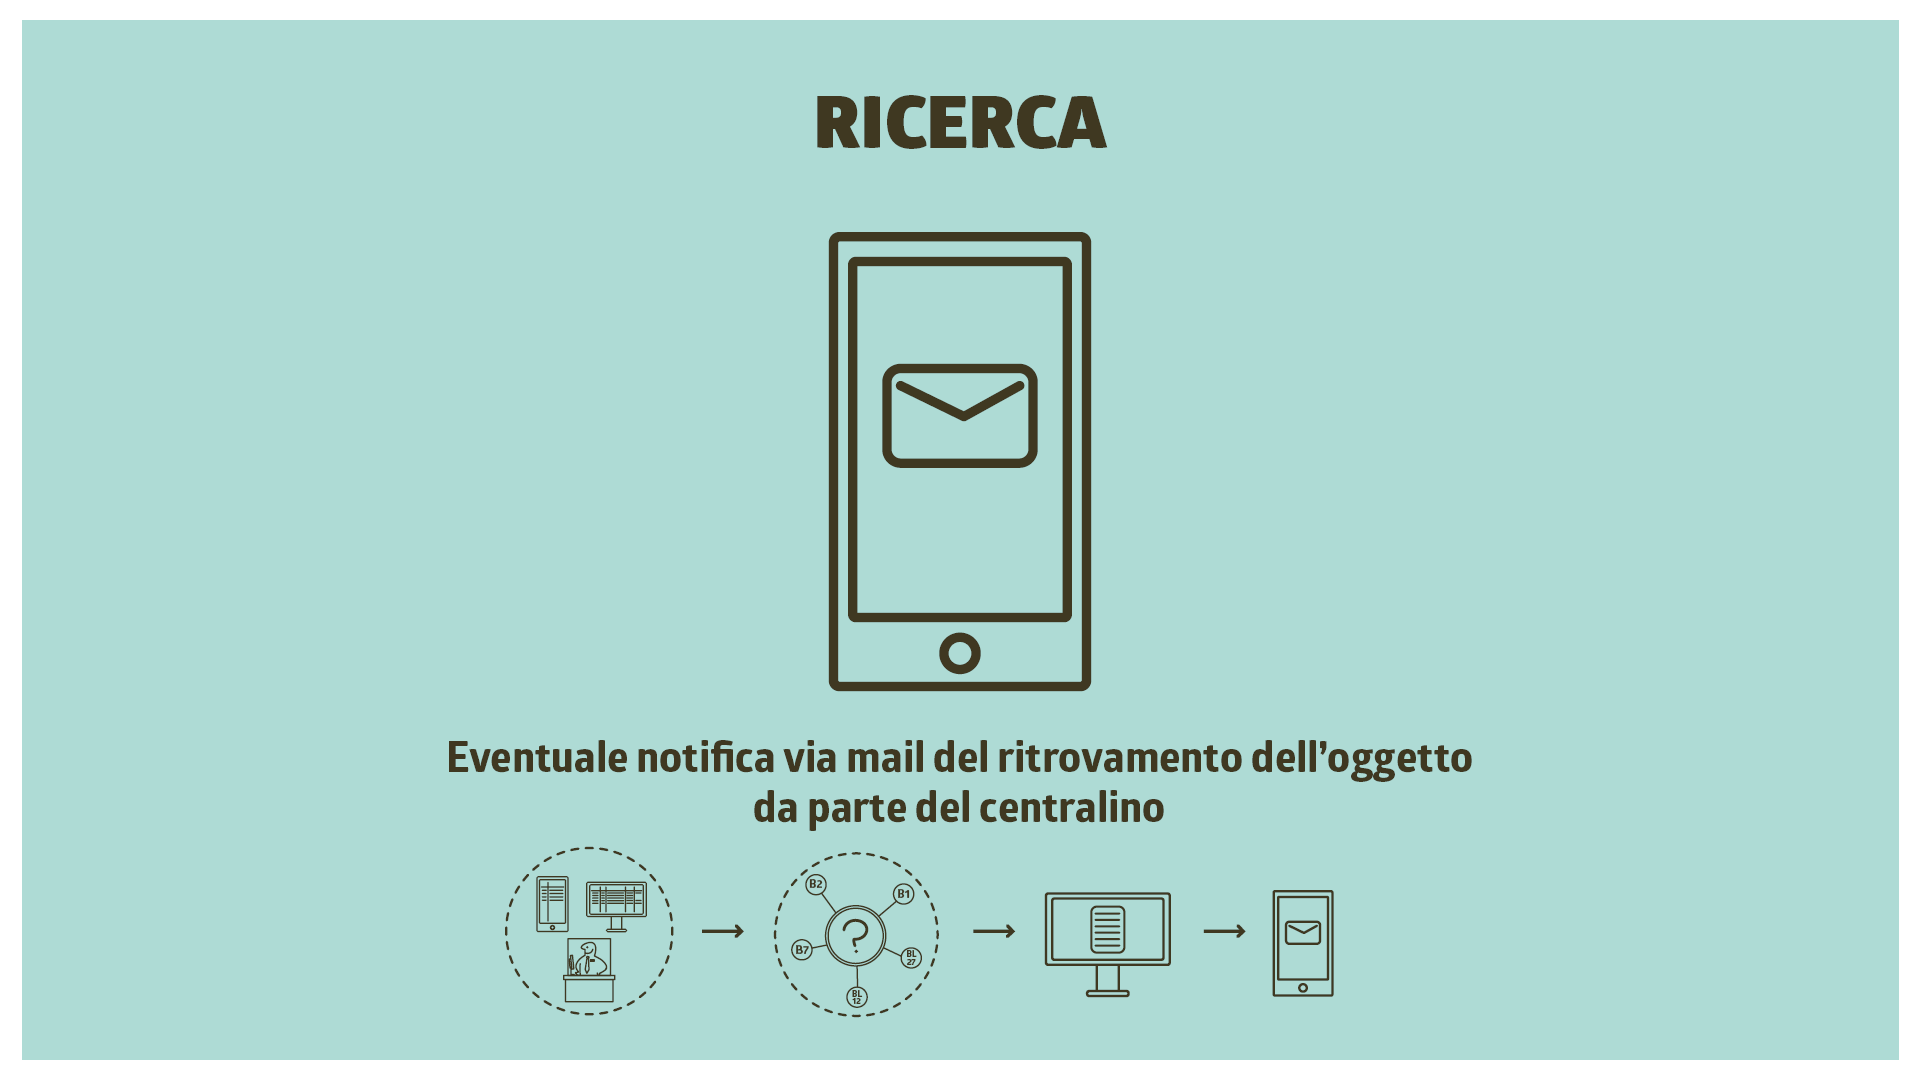 RICERCA
Eventuale notifica via mail del ritrovamento dell’oggetto
da parte del centralino
B2
B1
B7
?
BL
27
BL
12